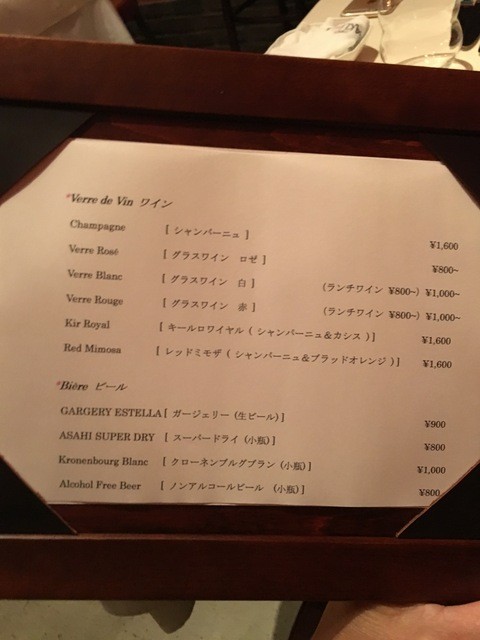 *Verre de Vin ワイン
Champagne [ シャンパーニュ ] ¥1,600
Verre Rosé [ グラスワイン ロゼ ] ¥800~
Verre Blanc [ グラスワイン 白 ] (ランチワイン ¥800~) ¥1,000~
Verre Rouge [ グラスワイン 赤 ] (ランチワイン ¥800~) ¥1,000~
Kir Royal [ キールロワイヤル ( シャンパーニュ&カシス )] ¥1,600
Red Mimosa [ レッドミモザ ( シャンパーニュ&ブラッドオレンジ )] ¥1,600
*Bière ビール
GARGERY ESTELLA [ ガージェリー (生ビール)] ¥900
ASAHI SUPER DRY [ スーパードライ (小瓶)] ¥800
Kronenbourg Blanc [ クローネンブルグブラン (小瓶)] ¥1,000
Alcohol Free Beer [ ノンアルコールビール (小瓶)] ¥800